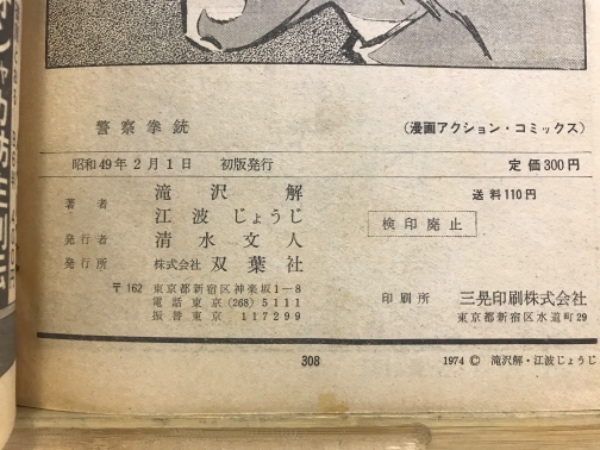 警察拳銃
(漫画アクション・コミックス)
昭和49年2月1日 初版発行
定価300円
著者 滝沢解
江波じょうじ
送料110円
発行者 清水文人
検印廃止
発行所 株式会社 双葉社
〒162 東京都新宿区神楽坂1－8
電話東京(268)5111
振替東京 117299
印刷所 三晃印刷株式会社
東京都新宿区水道町29
308
1974 © 滝沢解・江波じょうじ